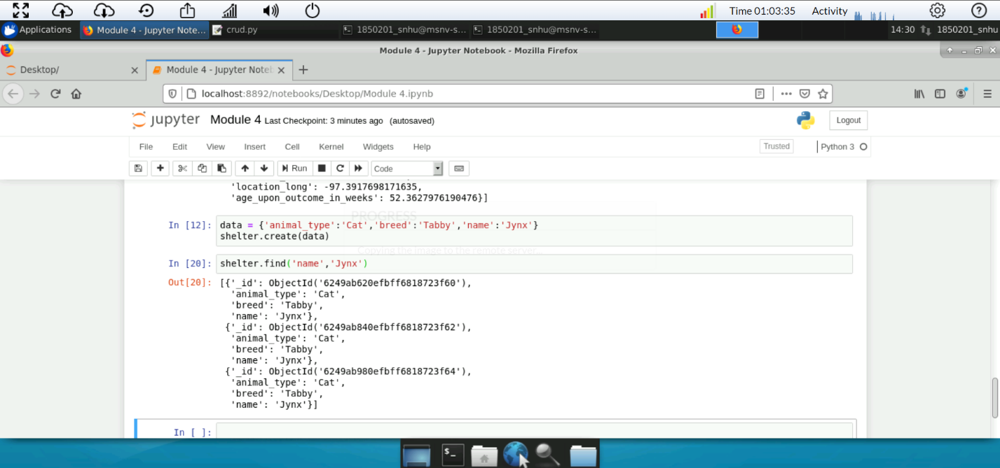 Time 01:03:35 Activity
Applications Module 4 - Jupyter Note... crud.py 1850201_snhu@msnv-s... 1850201_snhu@msnv-s... 14:30 1850201_snhu
Module 4 - Jupyter Notebook - Mozilla Firefox
Desktop/ Module 4 - Jupyter Noteb
localhost:8892/notebooks/Desktop/Module 4.ipynb
jupyter Module 4 Last Checkpoint: 3 minutes ago (autosaved) Logout
File Edit View Insert Cell Kernel Widgets Help Trusted Python 3
Run Code
'location_long': -97.3917698171635,
'age_upon_outcome_in_weeks': 52.3627976190476}]
PROGRESS
In [12]: data = {'animal_type':'Cat','breed':'Tabby','name':'Jynx'}
shelter.create(data)
Copying the image to the remote server...
In [20]: shelter.find('name','Jynx')
Out[20]: [{'_id': ObjectId('6249ab620efbff6818723f60'),
'animal_type': 'Cat',
'breed': 'Tabby',
'name': 'Jynx'},
{'_id': ObjectId('6249ab840efbff6818723f62'),
'animal_type': 'Cat',
'breed': 'Tabby',
'name': 'Jynx'},
{'_id': ObjectId('6249ab980efbff6818723f64'),
'animal_type': 'Cat',
'breed': 'Tabby',
'name': 'Jynx'}]
In [ ]: